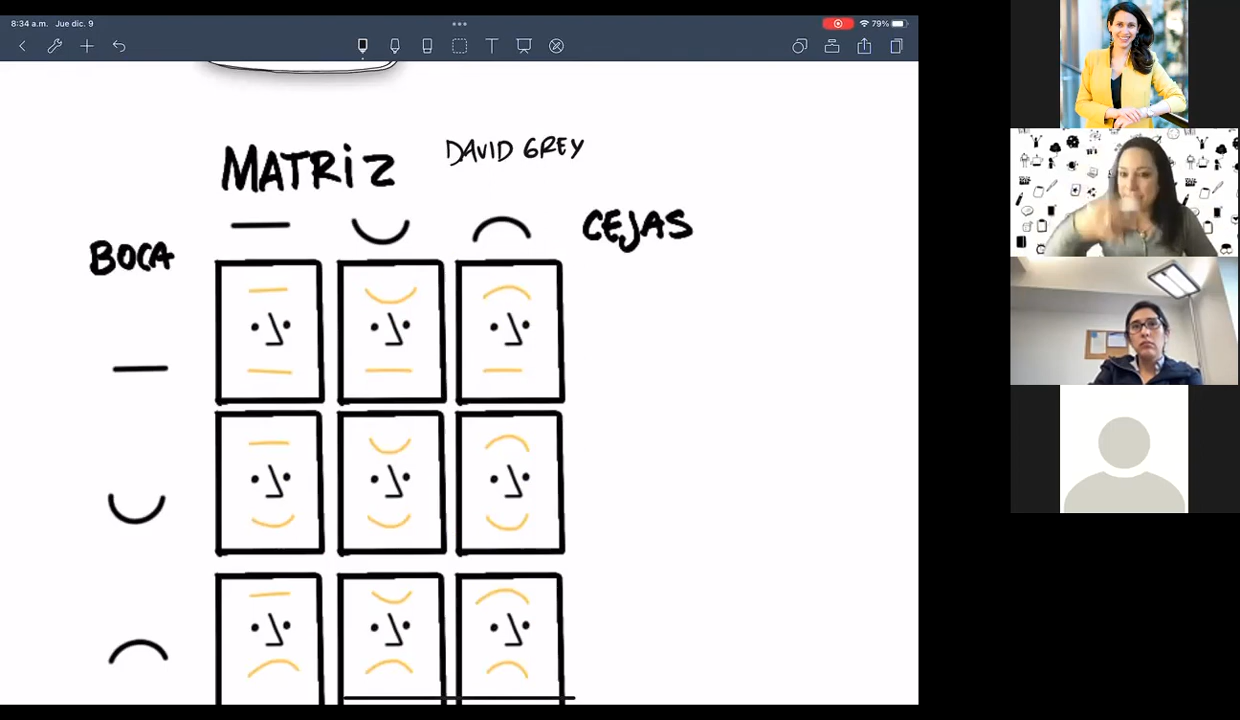 8:34 a.m. Jue dic. 9
79%
MATRiZ
DAVID GREY
CEJAS
BOCA